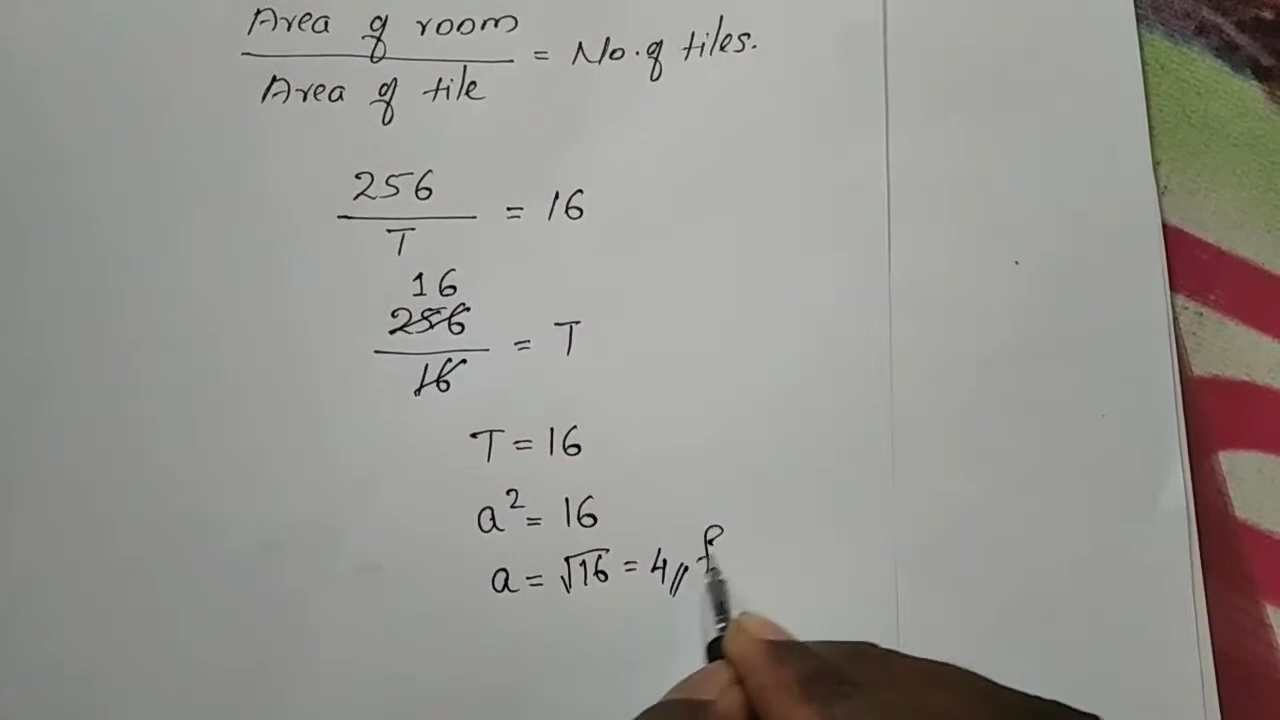 Area of room
Area of tile
= No. of tiles.
256
T
= 16
16
256
16
= T
T = 16
a² = 16
a = √16 = 4 f